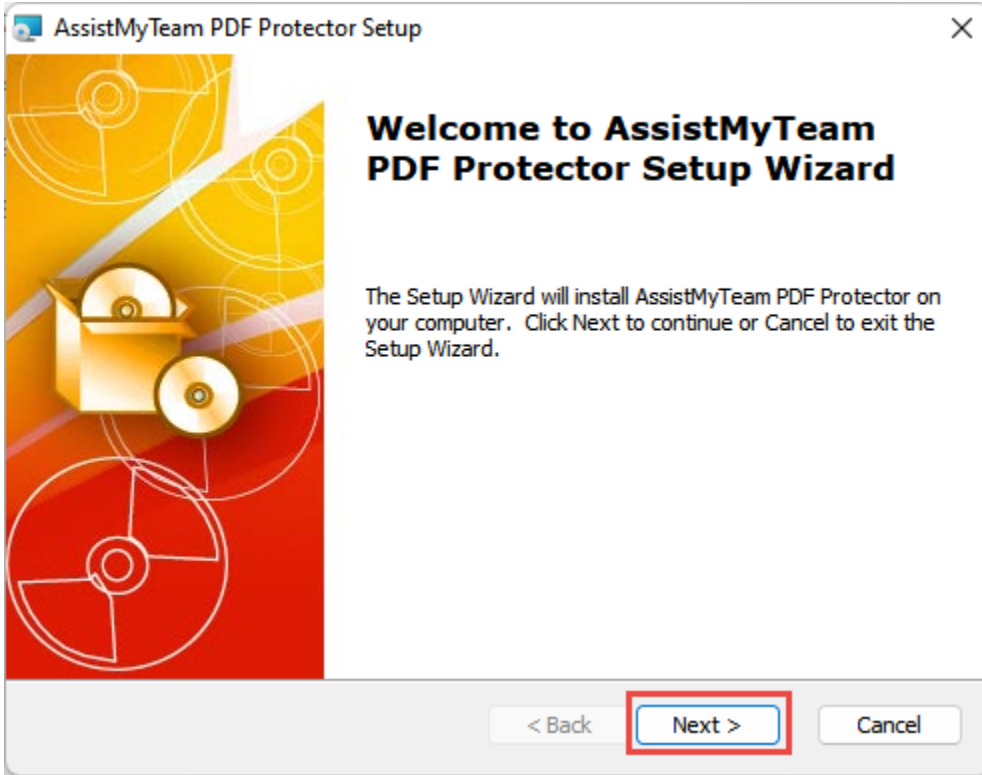 AssistMyTeam PDF Protector Setup
Welcome to AssistMyTeam
PDF Protector Setup Wizard
The Setup Wizard will install AssistMyTeam PDF Protector on
your computer.  Click Next to continue or Cancel to exit the
Setup Wizard.
< Back
Next >
Cancel